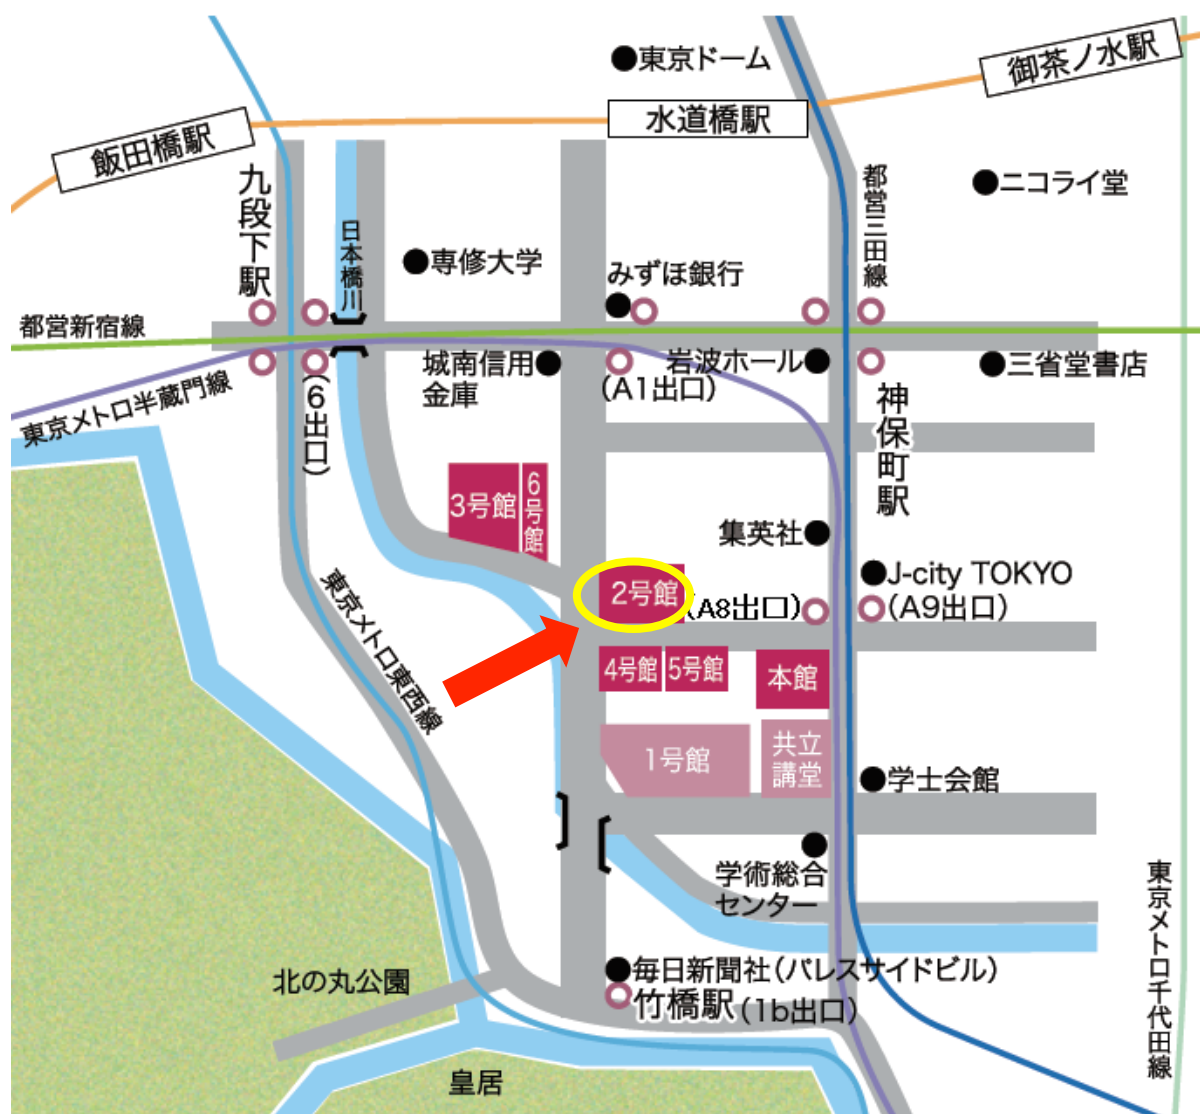 東京ドーム
御茶ノ水駅
水道橋駅
飯田橋駅
ニコライ堂
九段下駅
日本橋川
専修大学
みずほ銀行
都営三田線
都営新宿線
城南信用
金庫
岩波ホール
(A1出口)
三省堂書店
東京メトロ半蔵門線
(6出口)
神保町駅
3号館
6号館
集英社
2号館
(A8出口)
J-city TOKYO
(A9出口)
東京メトロ東西線
4号館
5号館
本館
1号館
共立
講堂
学士会館
学術総合
センター
東京メトロ千代田線
北の丸公園
毎日新聞社(パレスサイドビル)
竹橋駅(1b出口)
皇居